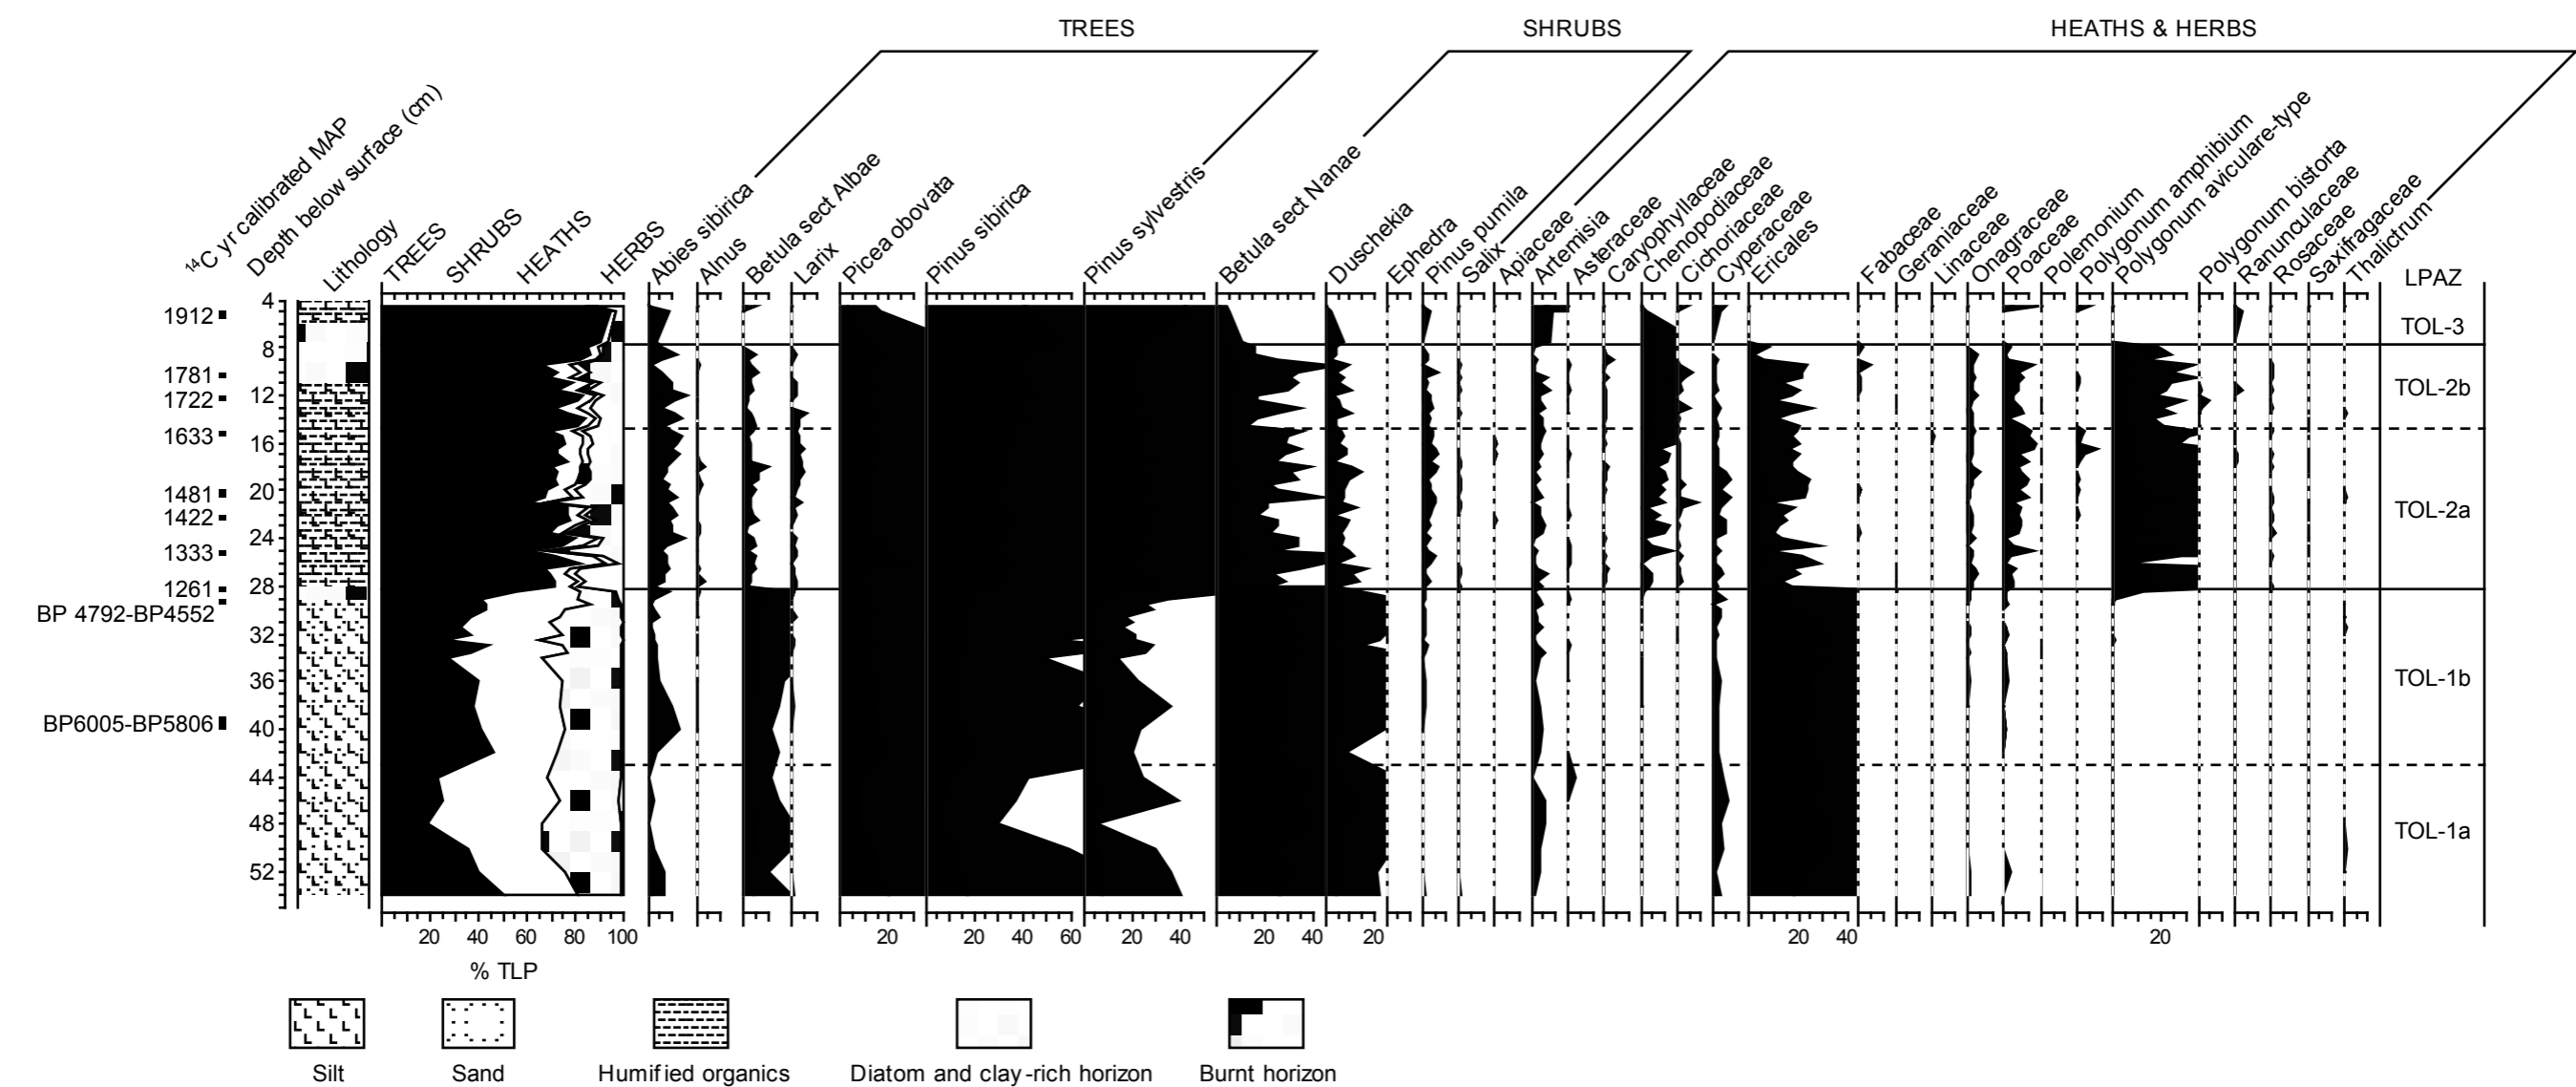 TREES
SHRUBS
HEATHS & HERBS
14C yr calibrated MAP
Depth below surface (cm)
Lithology
TREES
SHRUBS
HEATHS
HERBS
Abies sibirica
Alnus
Betula sect Albae
Larix
Picea obovata
Pinus sibirica
Pinus sylvestris
Betula sect Nanae
Duschekia
Ephedra
Pinus pumila
Salix
Apiaceae
Artemisia
Asteraceae
Caryophyllaceae
Chenopodiaceae
Cichoriaceae
Cyperaceae
Ericales
Fabaceae
Geraniaceae
Linaceae
Onagraceae
Poaceae
Polemonium
Polygonum amphibium
Polygonum aviculare-type
Polygonum bistorta
Ranunculaceae
Rosaceae
Saxifragaceae
Thalictrum
LPAZ
4
1912
TOL-3
8
1781
TOL-2b
12
1722
1633
16
1481
20
1422
TOL-2a
24
1333
1261
28
BP 4792-BP4552
32
36
TOL-1b
BP6005-BP5806
40
44
48
TOL-1a
52
20 40 60 80 100 20 20 40 60 20 40 20 40 20 20 40 20
% TLP
Silt
Sand
Humified organics
Diatom and clay-rich horizon
Burnt horizon